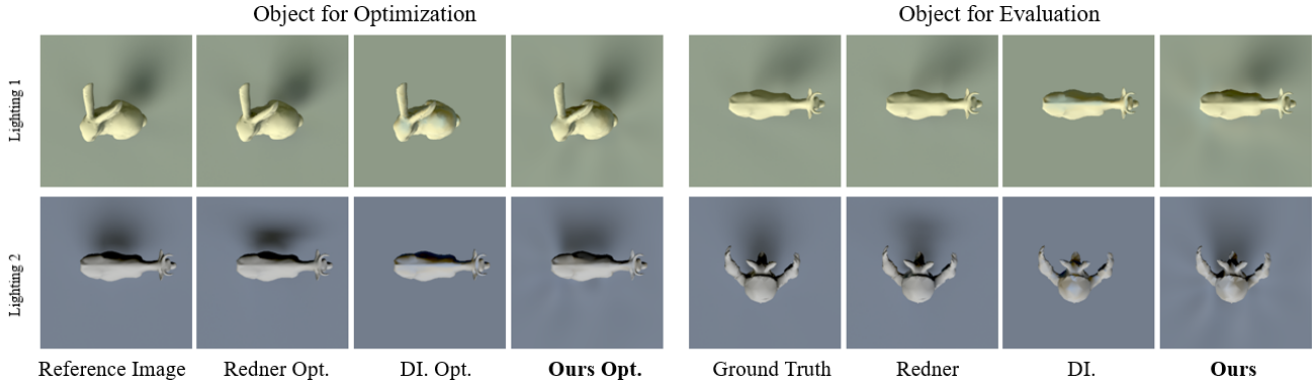 Object for Optimization
Object for Evaluation
Lighting 1
Lighting 2
Reference Image
Redner Opt.
DI. Opt.
Ours Opt.
Ground Truth
Redner
DI.
Ours